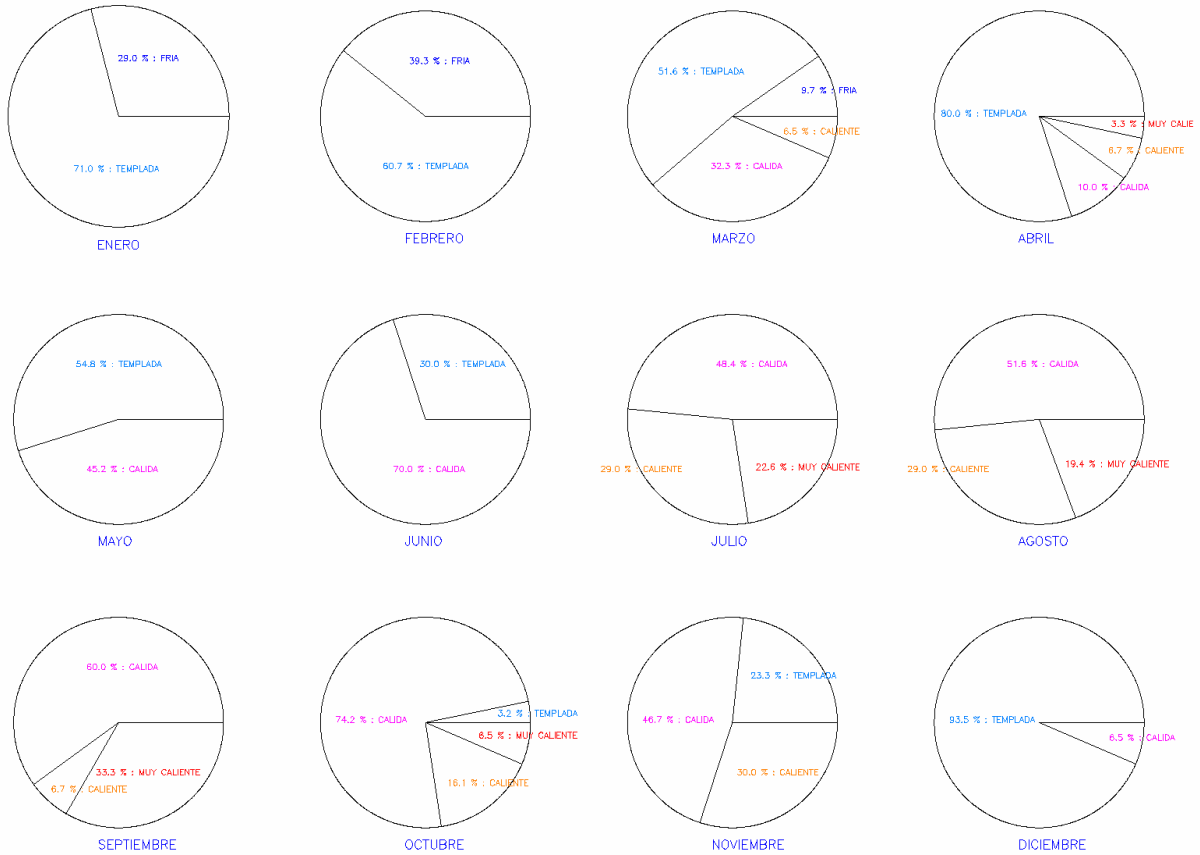 29.0 % : FRIA
71.0 % : TEMPLADA
ENERO
39.3 % : FRIA
60.7 % : TEMPLADA
FEBRERO
51.6 % : TEMPLADA
9.7 % : FRIA
6.5 % : CALIENTE
32.3 % : CALIDA
MARZO
80.0 % : TEMPLADA
3.3 % : MUY CALIE
6.7 % : CALIENTE
10.0 % : CALIDA
ABRIL
54.8 % : TEMPLADA
45.2 % : CALIDA
MAYO
30.0 % : TEMPLADA
70.0 % : CALIDA
JUNIO
48.4 % : CALIDA
29.0 % : CALIENTE
22.6 % : MUY CALIENTE
JULIO
51.6 % : CALIDA
29.0 % : CALIENTE
19.4 % : MUY CALIENTE
AGOSTO
60.0 % : CALIDA
33.3 % : MUY CALIENTE
6.7 % : CALIENTE
SEPTIEMBRE
74.2 % : CALIDA
3.2 % : TEMPLADA
6.5 % : MUY CALIENTE
16.1 % : CALIENTE
OCTUBRE
23.3 % : TEMPLADA
46.7 % : CALIDA
30.0 % : CALIENTE
NOVIEMBRE
93.5 % : TEMPLADA
6.5 % : CALIDA
DICIEMBRE